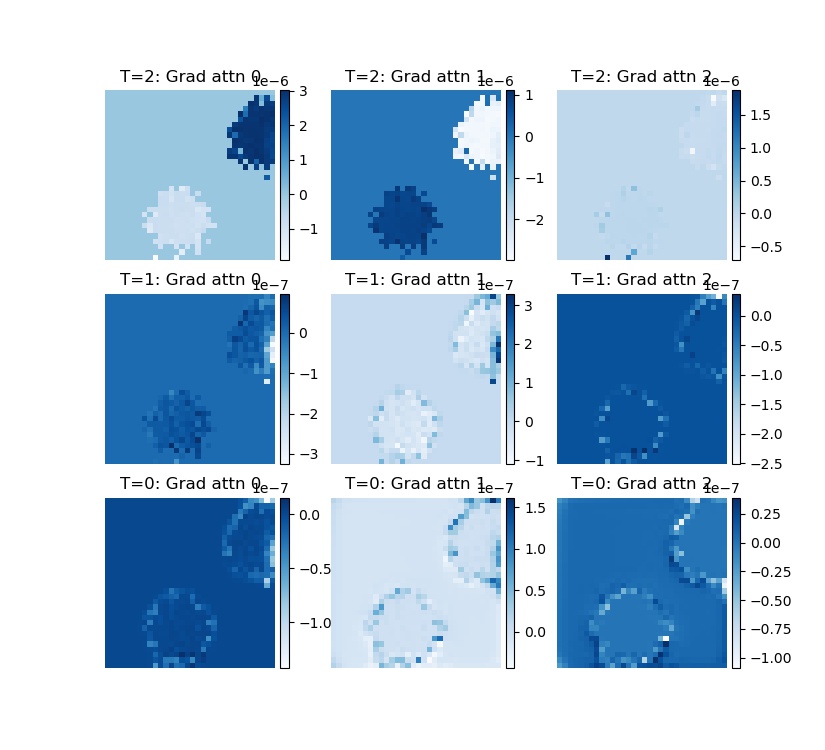 T=2: Grad attn 0
1e−6
T=2: Grad attn 1
1e−6
T=2: Grad attn 2
1e−6
3
2
1
0
−1
1
0
−1
−2
1.5
1.0
0.5
0.0
−0.5
T=1: Grad attn 0
1e−7
T=1: Grad attn 1
1e−7
T=1: Grad attn 2
1e−7
0
−1
−2
−3
3
2
1
0
−1
0.0
−0.5
−1.0
−1.5
−2.0
−2.5
T=0: Grad attn 0
1e−7
T=0: Grad attn 1
1e−7
T=0: Grad attn 2
1e−7
0.0
−0.5
−1.0
1.5
1.0
0.5
0.0
0.25
0.00
−0.25
−0.50
−0.75
−1.00